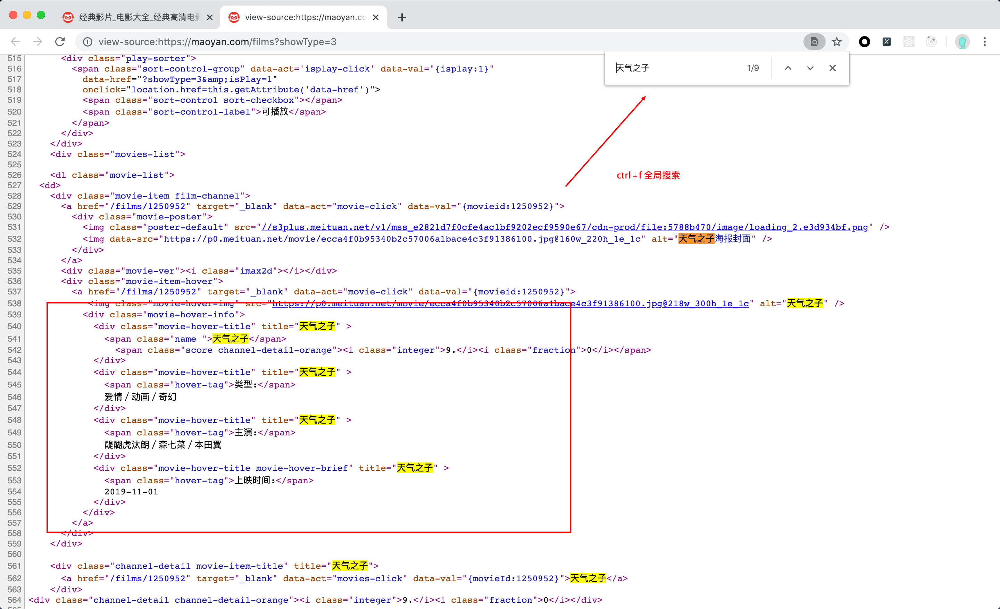 经典影片_电影大全_经典高清电影
view-source:https://maoyan.co
view-source:https://maoyan.com/films?showType=3
天气之子 1/9
ctrl+f 全局搜索
515 <div class="play-sorter">
516 <span class="sort-control-group" data-act='isplay-click' data-val="{isplay:1}"
517 data-href="?showType=3&amp;isPlay=1"
518 onclick="location.href=this.getAttribute('data-href')">
519 <span class="sort-control sort-checkbox"></span>
520 <span class="sort-control-label">可播放</span>
521 </span>
522 </div>
523 </div>
524 <div class="movies-list">
525
526 <dl class="movie-list">
527 <dd>
528 <div class="movie-item film-channel">
529 <a href="/films/1250952" target="_blank" data-act="movie-click" data-val="{movieid:1250952}">
530 <div class="movie-poster">
531 <img class="poster-default" src="//s3plus.meituan.net/v1/mss_e2821d7f0cfe4ac1bf9202ecf9590e67/cdn-prod/file:5788b470/image/loading_2.e3d934bf.png" />
532 <img data-src="https://p0.meituan.net/movie/ecca4f0b95340b2c57006a1bace4c3f91386100.jpg@160w_220h_1e_1c" alt="天气之子海报封面" />
533 </div>
534 </a>
535 <div class="movie-ver"><i class="imax2d"></i></div>
536 <div class="movie-item-hover">
537 <a href="/films/1250952" target="_blank" data-act="movie-click" data-val="{movieid:1250952}">
538 <img class="movie-hover-img" src="https://p0.meituan.net/movie/ecca4f0b95340b2c57006a1bace4c3f91386100.jpg@218w_300h_1e_1c" alt="天气之子" />
539 <div class="movie-hover-info">
540 <div class="movie-hover-title" title="天气之子" >
541 <span class="name ">天气之子</span>
542 <span class="score channel-detail-orange"><i class="integer">9.</i><i class="fraction">0</i></span>
543 </div>
544 <div class="movie-hover-title" title="天气之子" >
545 <span class="hover-tag">类型:</span>
546 爱情/动画/奇幻
547 </div>
548 <div class="movie-hover-title" title="天气之子" >
549 <span class="hover-tag">主演:</span>
550 醍醐虎汰朗/森七菜/本田翼
551 </div>
552 <div class="movie-hover-title movie-hover-brief" title="天气之子" >
553 <span class="hover-tag">上映时间:</span>
554 2019-11-01
555 </div>
556 </div>
557 </a>
558 </div>
559 </div>
560
561 <div class="channel-detail movie-item-title" title="天气之子">
562 <a href="/films/1250952" target="_blank" data-act="movies-click" data-val="{movieId:1250952}">天气之子</a>
563 </div>
564 <div class="channel-detail channel-detail-orange"><i class="integer">9.</i><i class="fraction">0</i></div>